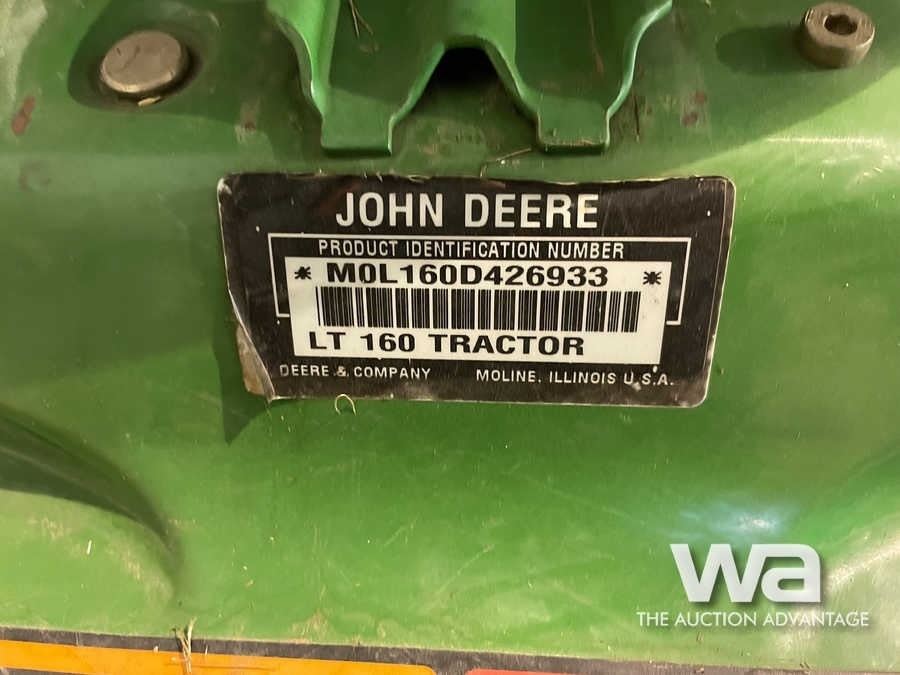 JOHN DEERE
PRODUCT IDENTIFICATION NUMBER
* M0L160D426933 *
LT 160 TRACTOR
DEERE & COMPANY MOLINE, ILLINOIS U.S.A.
wa
THE AUCTION ADVANTAGE